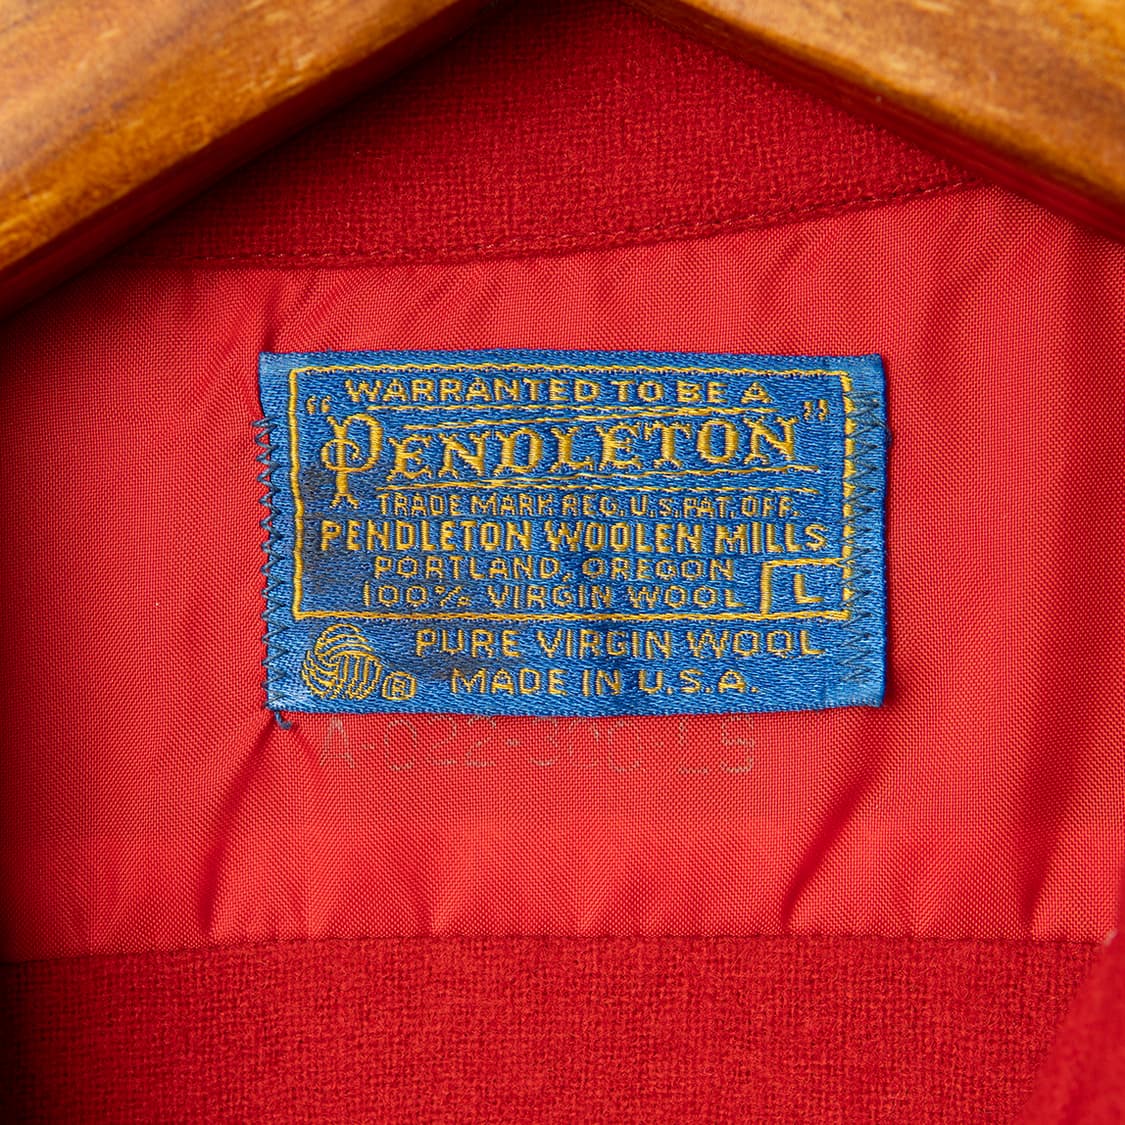 WARRANTED TO BE A
"PENDLETON"
TRADE MARK REG. U.S. PAT. OFF.
PENDLETON WOOLEN MILLS
PORTLAND, OREGON
100% VIRGIN WOOL L
PURE VIRGIN WOOL
® MADE IN U.S.A.